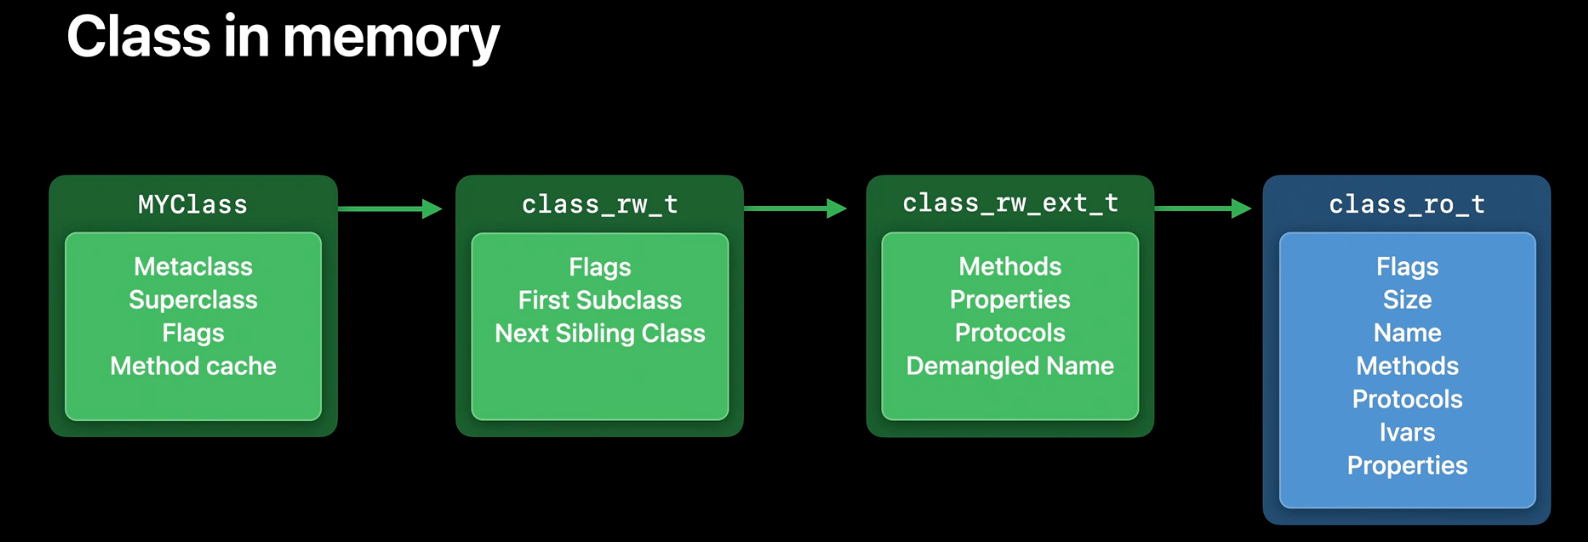 Class in memory
MYClass
Metaclass
Superclass
Flags
Method cache
class_rw_t
Flags
First Subclass
Next Sibling Class
class_rw_ext_t
Methods
Properties
Protocols
Demangled Name
class_ro_t
Flags
Size
Name
Methods
Protocols
Ivars
Properties